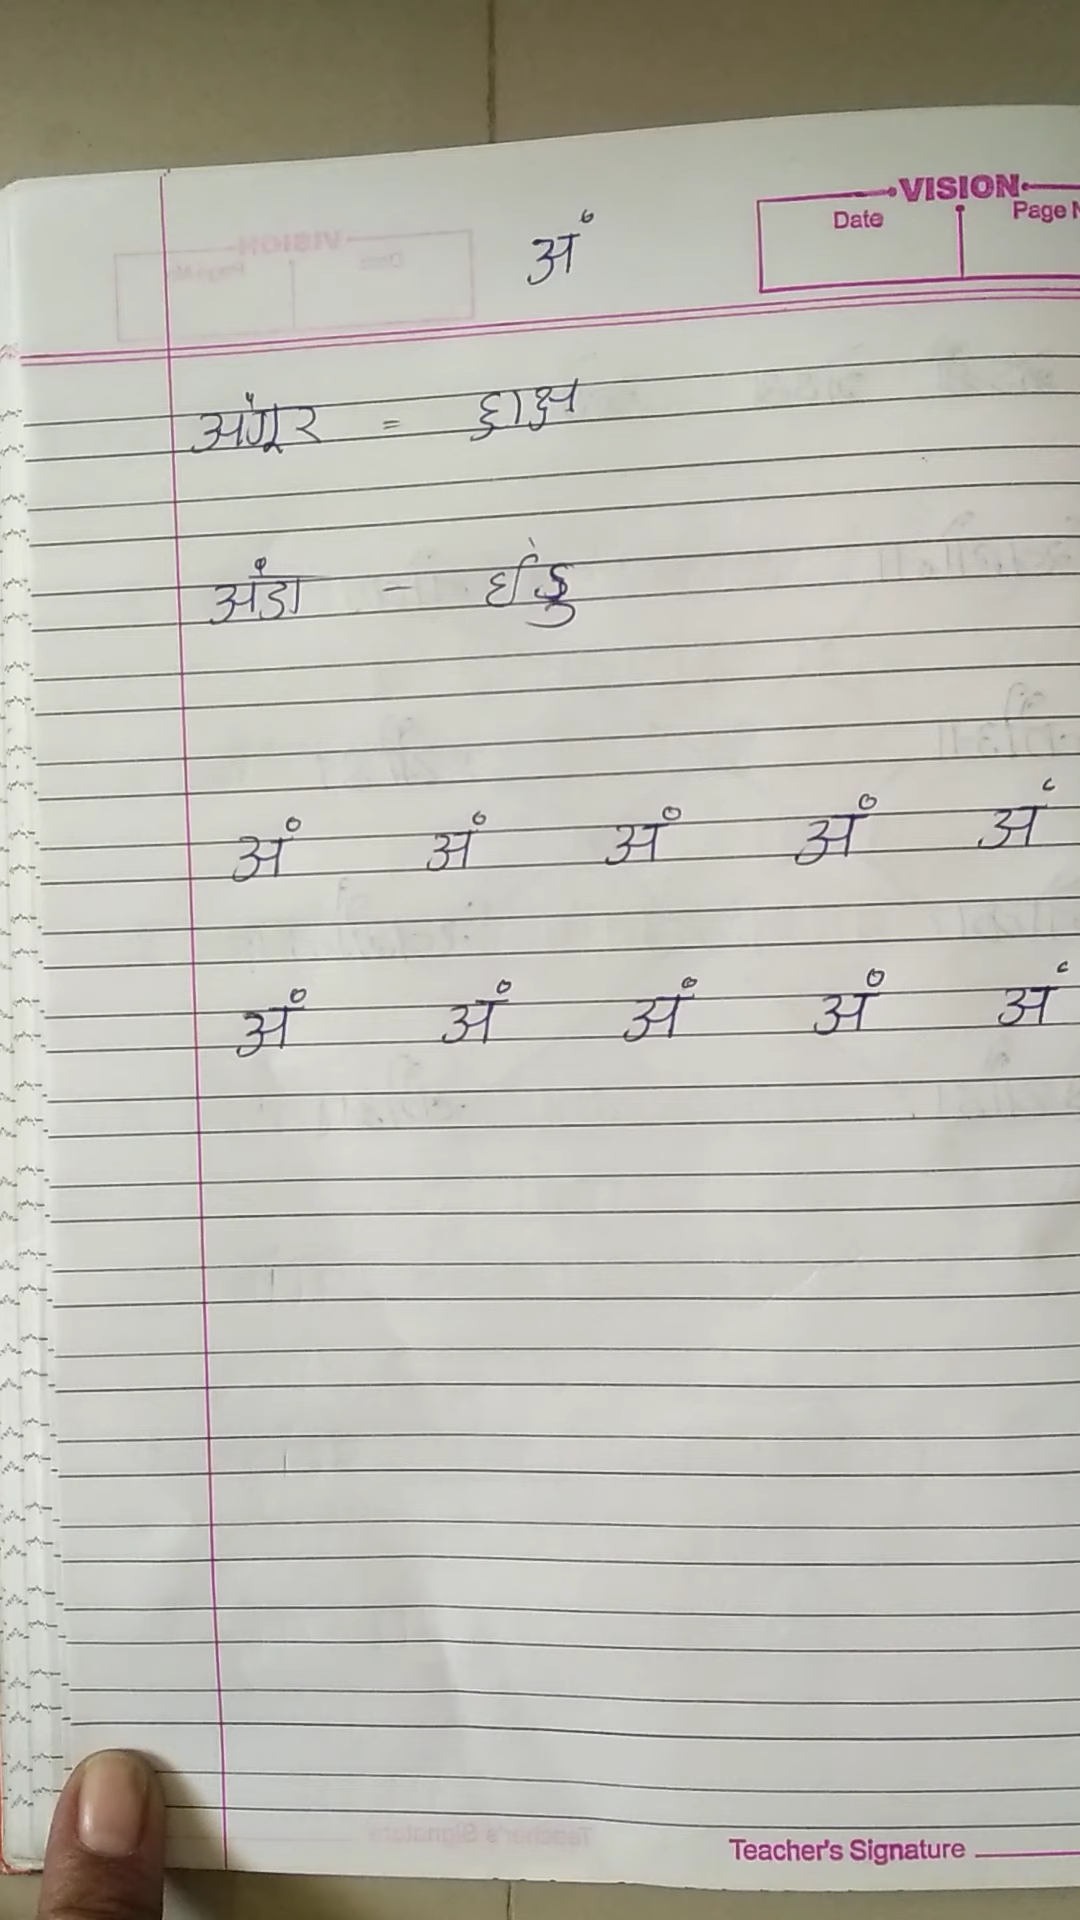 VISION
Date Page N
अं
अंगूर = દ્રાક્ષ
अंडा - ઈંડુ
अं अं अं अं अं
अं अं अं अं अं
Teacher's Signature